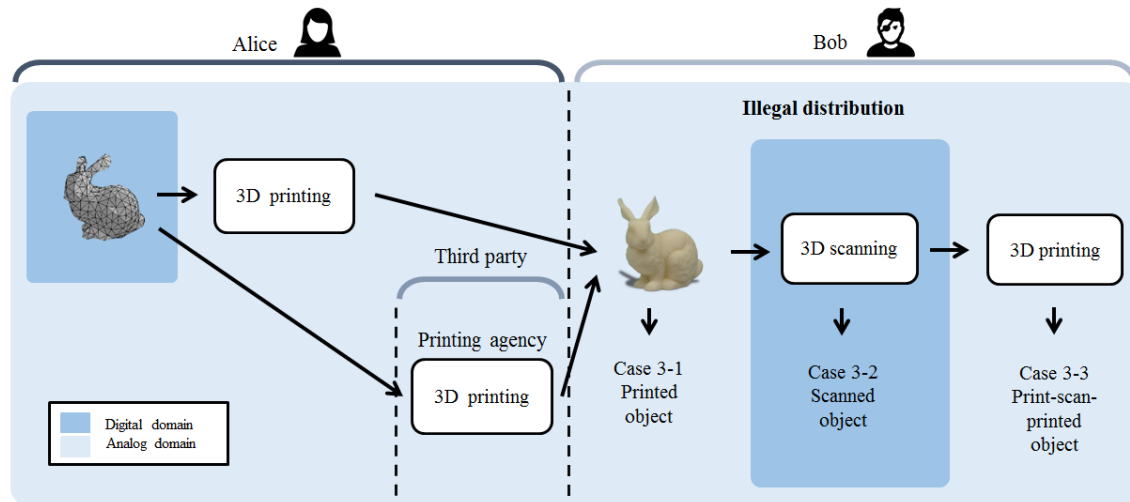 Alice
Bob
Illegal distribution
3D printing
Third party
Printing agency
3D printing
3D scanning
3D printing
Case 3-1
Printed
object
Case 3-2
Scanned
object
Case 3-3
Print-scan-
printed
object
Digital domain
Analog domain